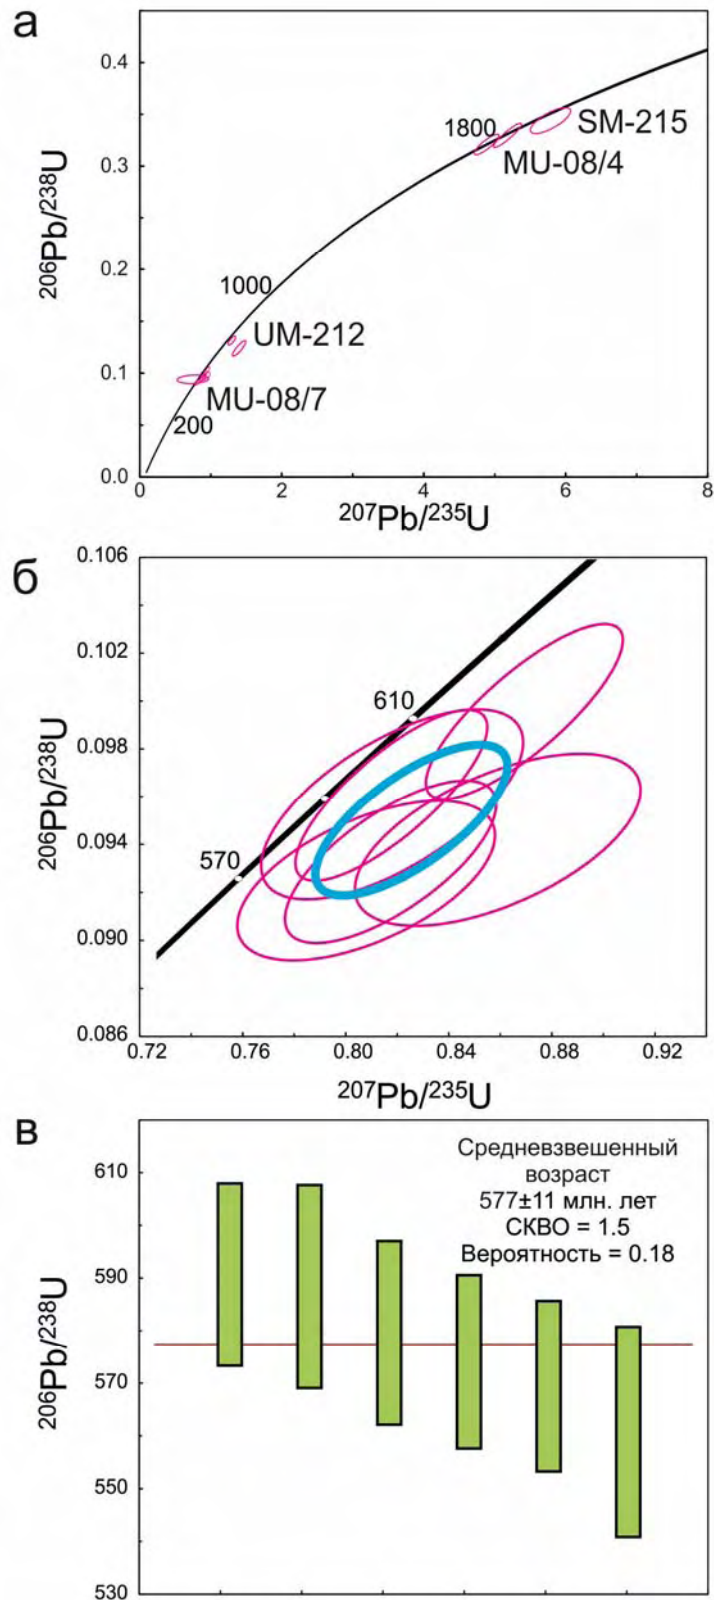 а
0.4
0.3
0.2
0.1
0.0
206Pb/238U
1800
SM-215
MU-08/4
1000
UM-212
MU-08/7
200
0 2 4 6 8
207Pb/235U
б
0.106
0.102
0.098
0.094
0.090
0.086
206Pb/238U
610
570
0.72 0.76 0.80 0.84 0.88 0.92
207Pb/235U
в
610
590
570
550
530
206Pb/238U
Средневзвешенный
возраст
577±11 млн. лет
СКВО = 1.5
Вероятность = 0.18